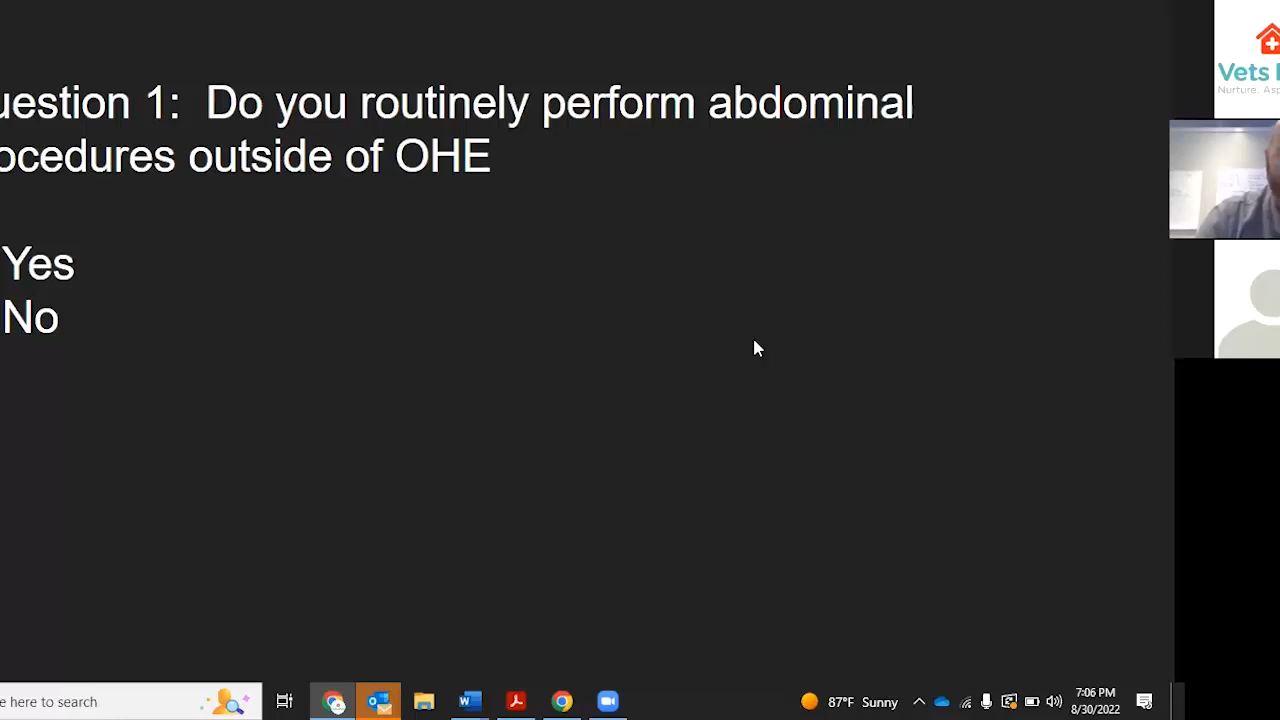 uestion 1: Do you routinely perform abdominal
ocedures outside of OHE
Yes
No
Vets
Nurture. Asp
e here to search
87°F Sunny
7:06 PM
8/30/2022